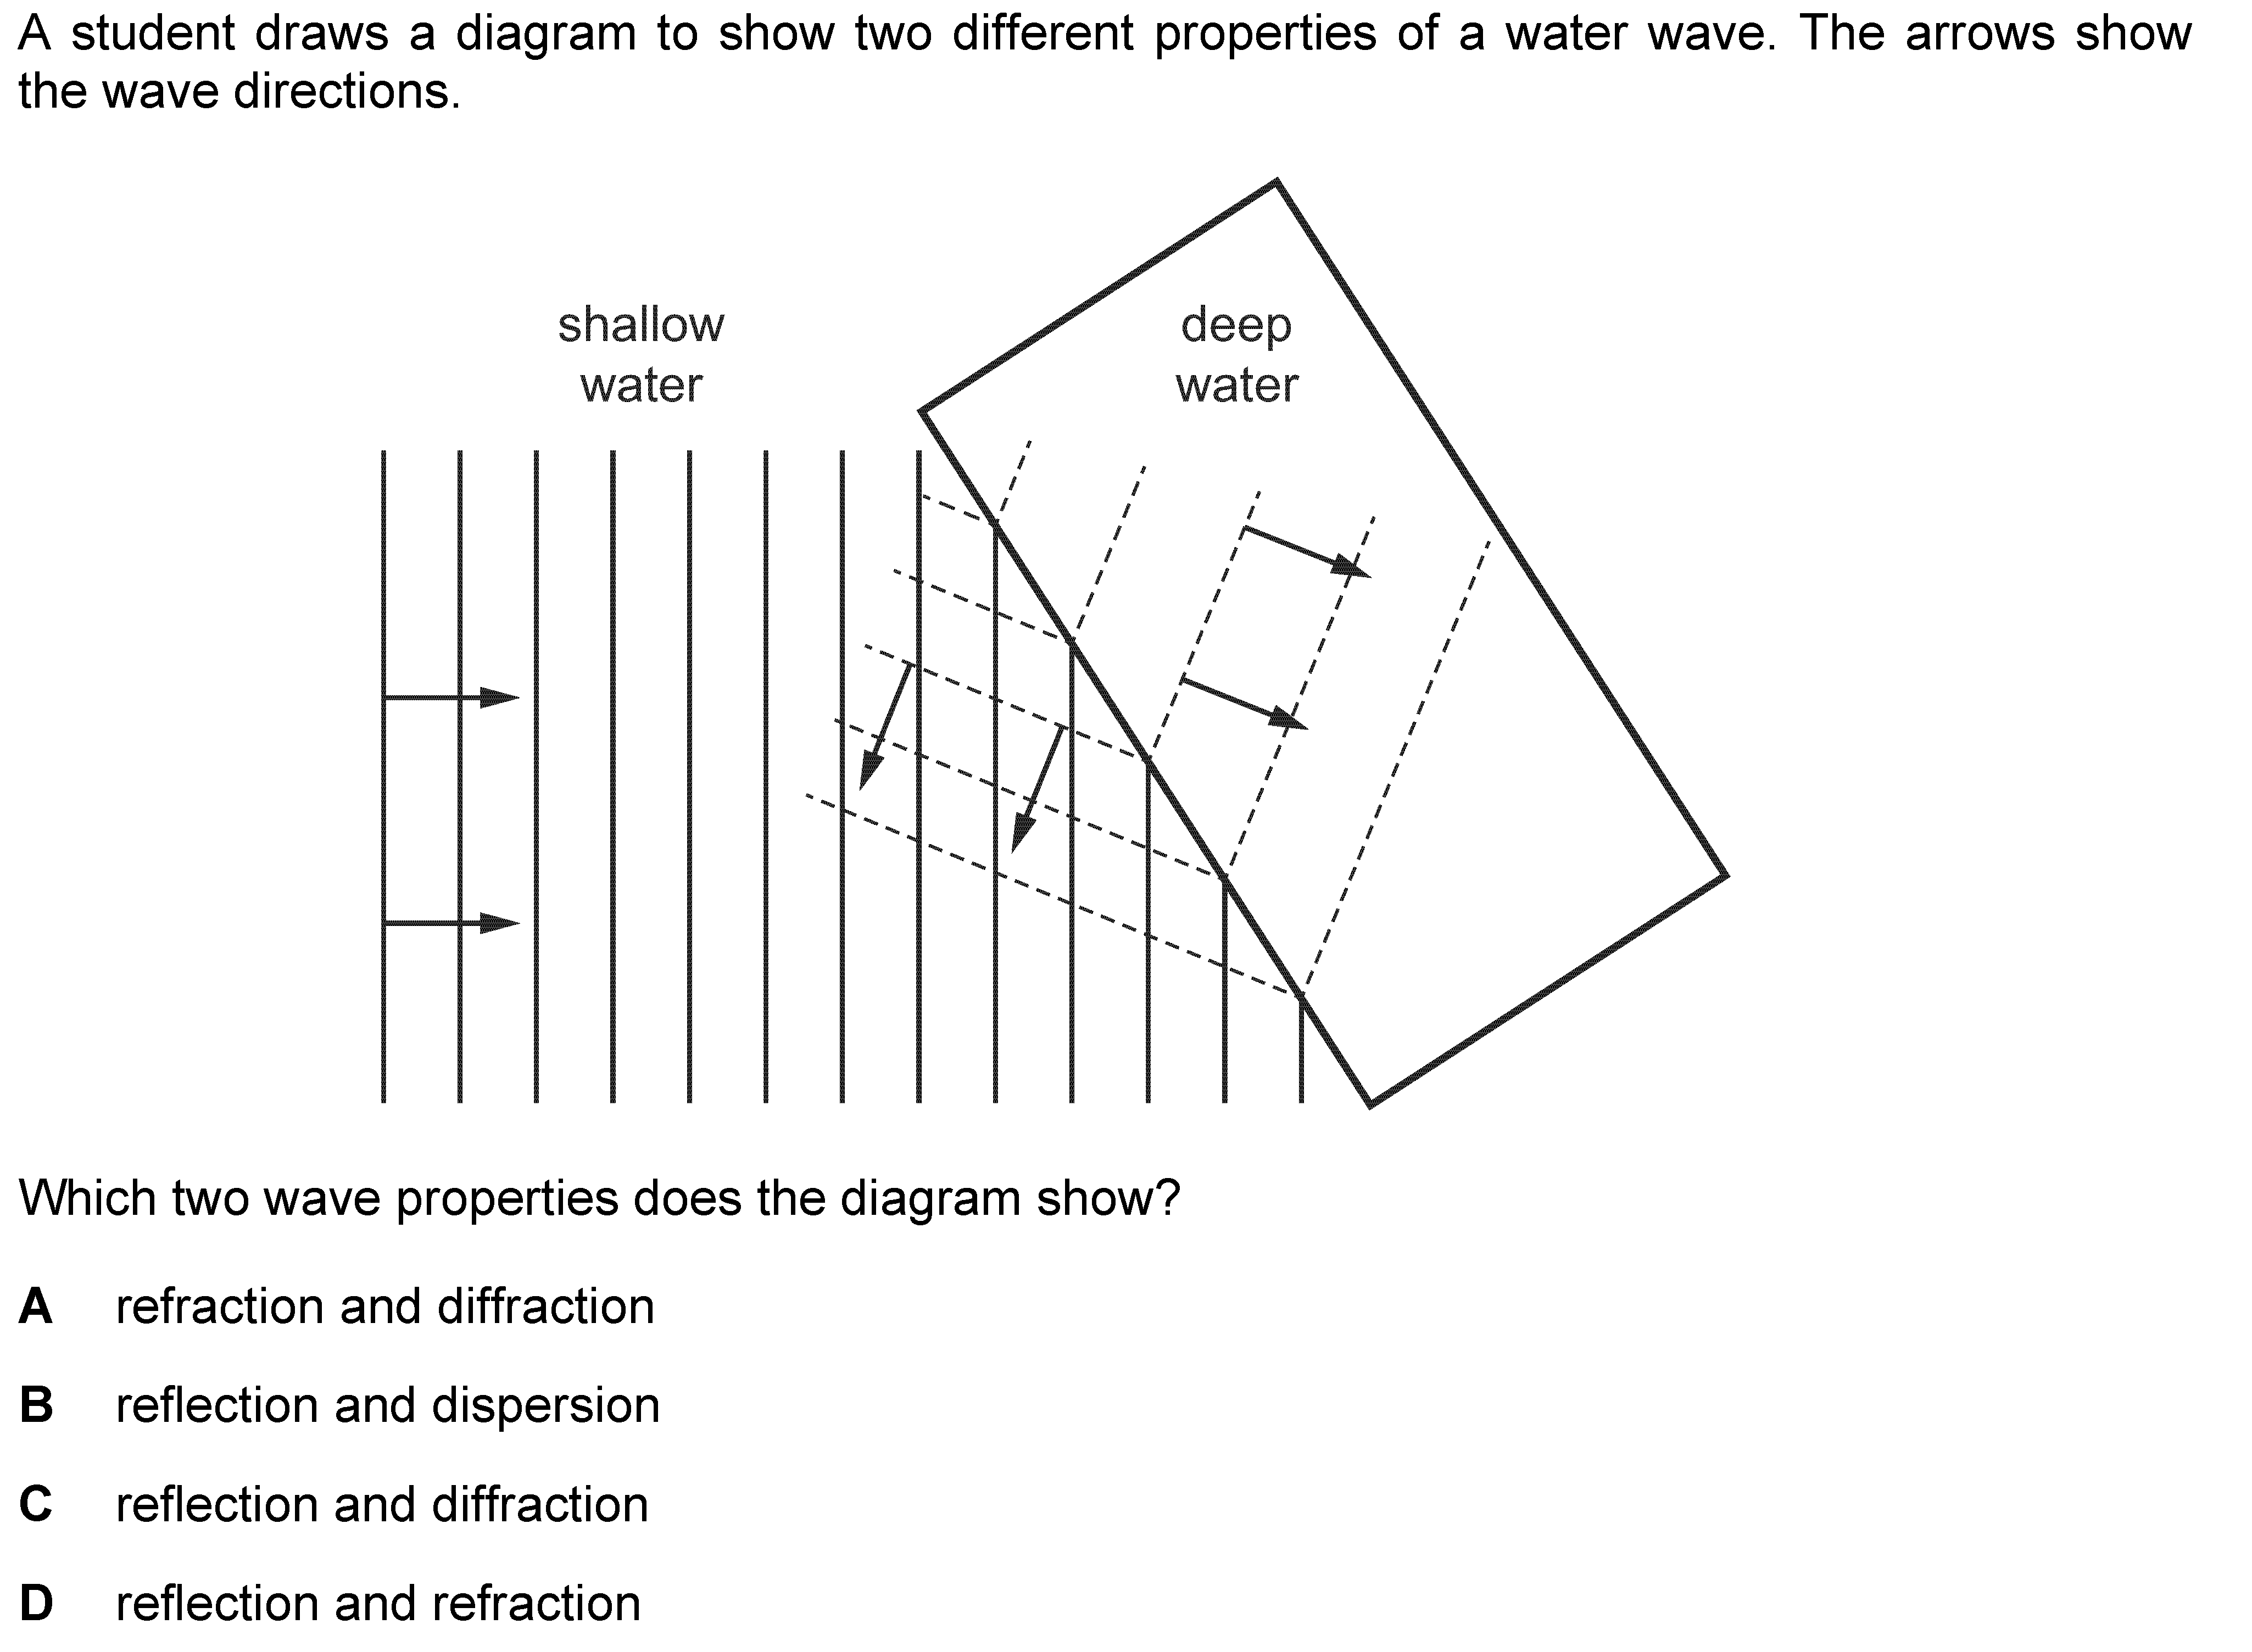 A student draws a diagram to show two different properties of a water wave. The arrows show
the wave directions.
shallow
water
deep
water
Which two wave properties does the diagram show?
A refraction and diffraction
B reflection and dispersion
C reflection and diffraction
D reflection and refraction